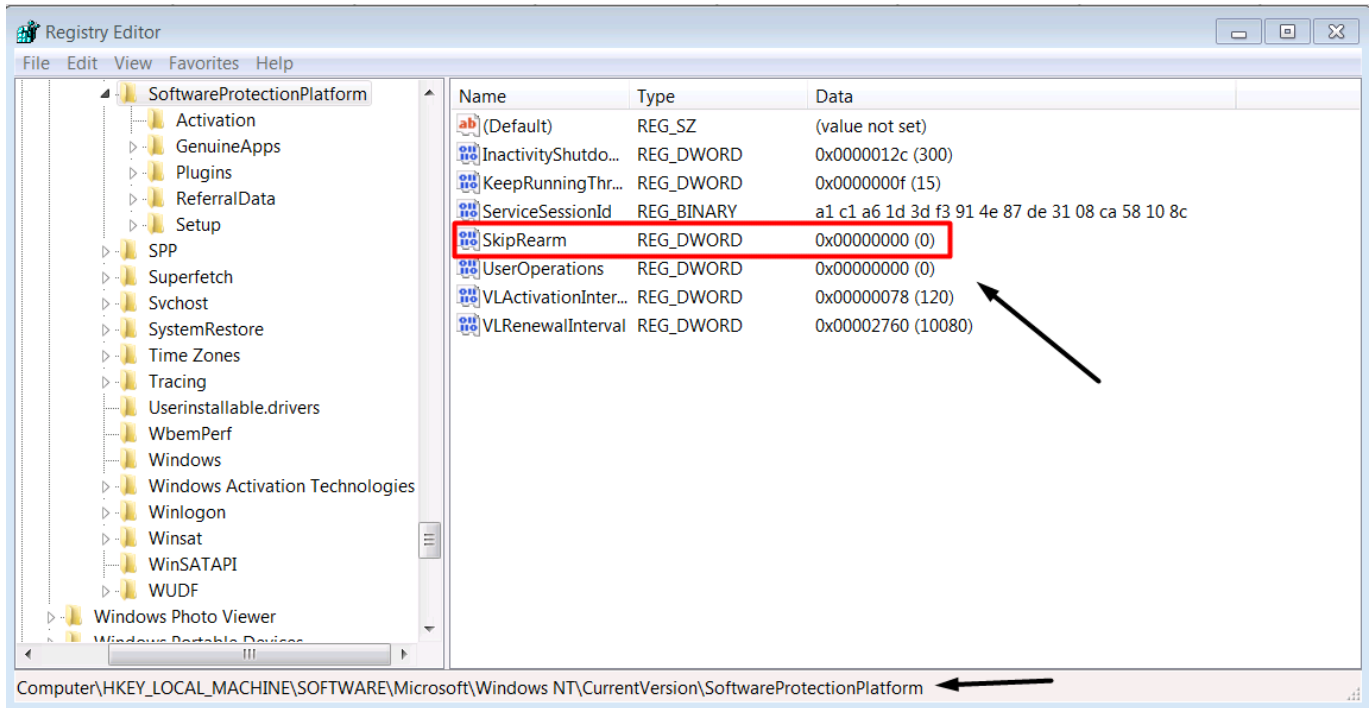 Registry Editor
File Edit View Favorites Help
SoftwareProtectionPlatform
Activation
GenuineApps
Plugins
ReferralData
Setup
SPP
Superfetch
Svchost
SystemRestore
Time Zones
Tracing
Userinstallable.drivers
WbemPerf
Windows
Windows Activation Technologies
Winlogon
Winsat
WinSATAPI
WUDF
Windows Photo Viewer
Windows Portable Devices
Name Type Data
(Default) REG_SZ (value not set)
InactivityShutdo... REG_DWORD 0x0000012c (300)
KeepRunningThr... REG_DWORD 0x0000000f (15)
ServiceSessionId REG_BINARY a1 c1 a6 1d 3d f3 91 4e 87 de 31 08 ca 58 10 8c
SkipRearm REG_DWORD 0x00000000 (0)
UserOperations REG_DWORD 0x00000000 (0)
VLActivationInter... REG_DWORD 0x00000078 (120)
VLRenewalInterval REG_DWORD 0x00002760 (10080)
Computer\HKEY_LOCAL_MACHINE\SOFTWARE\Microsoft\Windows NT\CurrentVersion\SoftwareProtectionPlatform